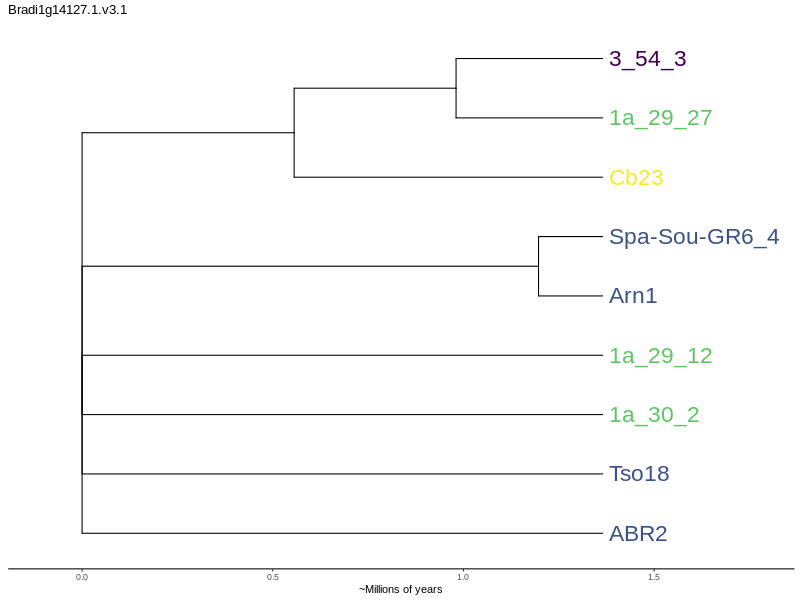 Bradi1g14127.1.v3.1
3_54_3
1a_29_27
Cb23
Spa-Sou-GR6_4
Arn1
1a_29_12
1a_30_2
Tso18
ABR2
0.0 0.5 1.0 1.5
~Millions of years